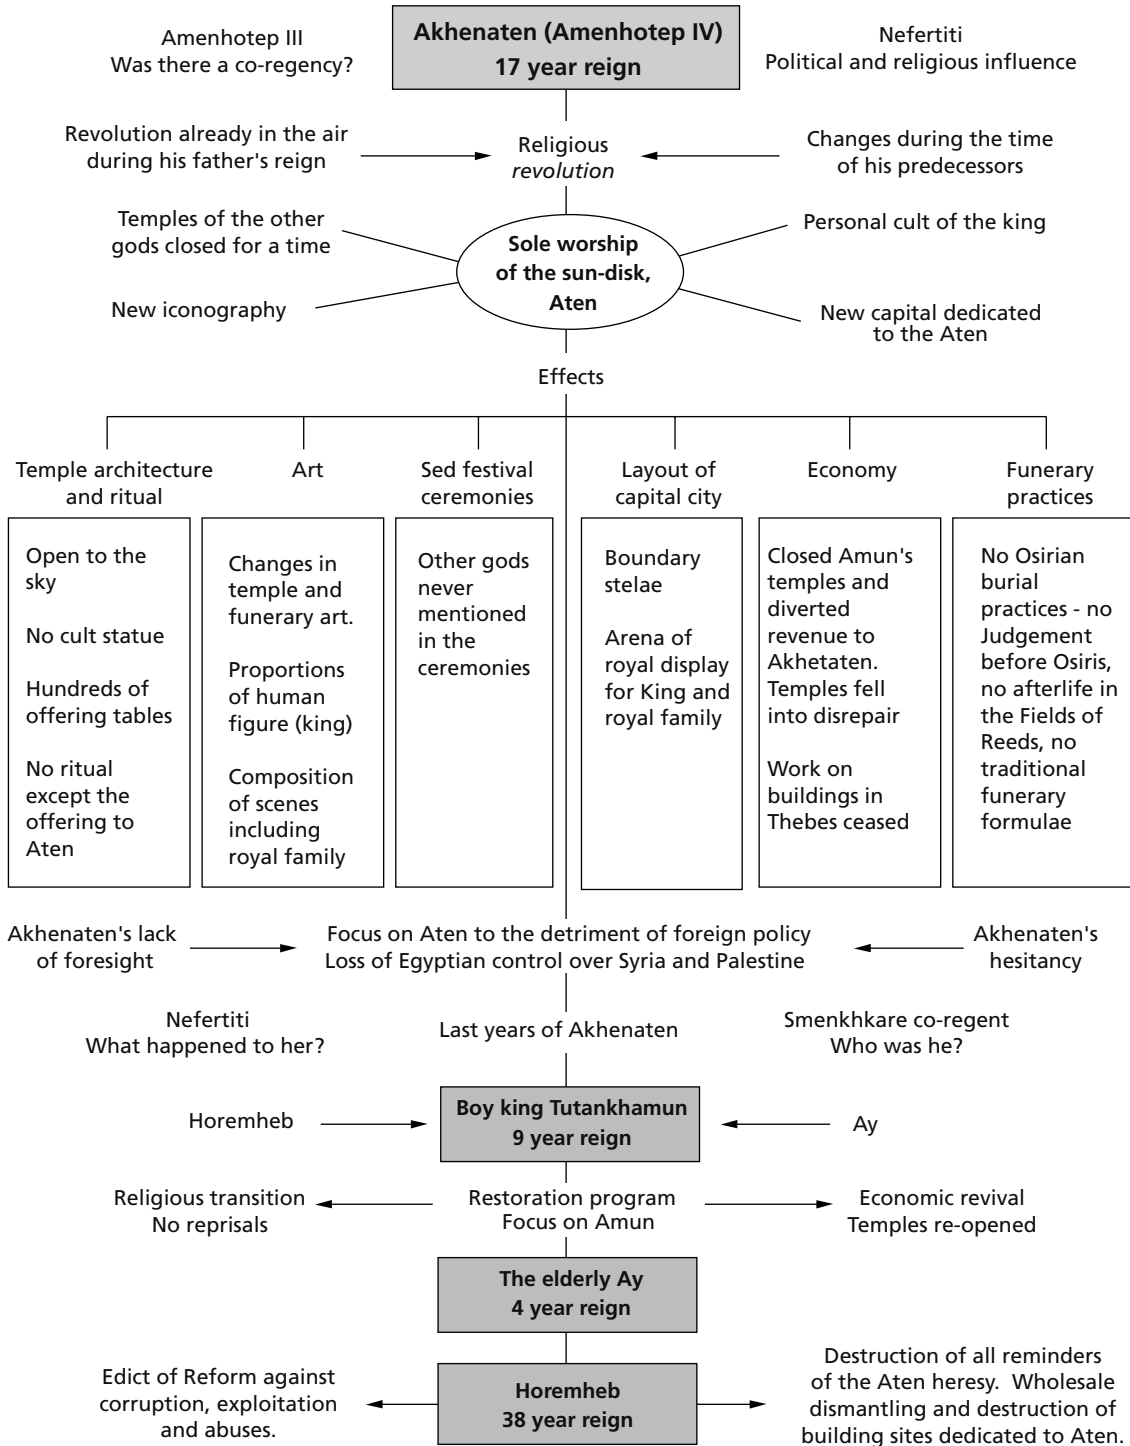 Amenhotep III
Was there a co-regency?
Akhenaten (Amenhotep IV)
17 year reign
Nefertiti
Political and religious influence
Revolution already in the air
during his father's reign
Religious
revolution
Changes during the time
of his predecessors
Temples of the other
gods closed for a time
Sole worship
of the sun-disk,
Aten
Personal cult of the king
New iconography
New capital dedicated
to the Aten
Effects
Temple architecture
and ritual
Open to the
sky
No cult statue
Hundreds of
offering tables
No ritual
except the
offering to
Aten
Art
Changes in
temple and
funerary art.
Proportions
of human
figure (king)
Composition
of scenes
including
royal family
Sed festival
ceremonies
Other gods
never
mentioned
in the
ceremonies
Layout of
capital city
Boundary
stelae
Arena of
royal display
for King and
royal family
Economy
Closed Amun's
temples and
diverted
revenue to
Akhetaten.
Temples fell
into disrepair
Work on
buildings in
Thebes ceased
Funerary
practices
No Osirian
burial
practices - no
Judgement
before Osiris,
no afterlife in
the Fields of
Reeds, no
traditional
funerary
formulae
Akhenaten's lack
of foresight
Focus on Aten to the detriment of foreign policy
Loss of Egyptian control over Syria and Palestine
Akhenaten's
hesitancy
Nefertiti
What happened to her?
Last years of Akhenaten
Smenkhkare co-regent
Who was he?
Horemheb
Boy king Tutankhamun
9 year reign
Ay
Religious transition
No reprisals
Restoration program
Focus on Amun
Economic revival
Temples re-opened
The elderly Ay
4 year reign
Edict of Reform against
corruption, exploitation
and abuses.
Horemheb
38 year reign
Destruction of all reminders
of the Aten heresy. Wholesale
dismantling and destruction of
building sites dedicated to Aten.